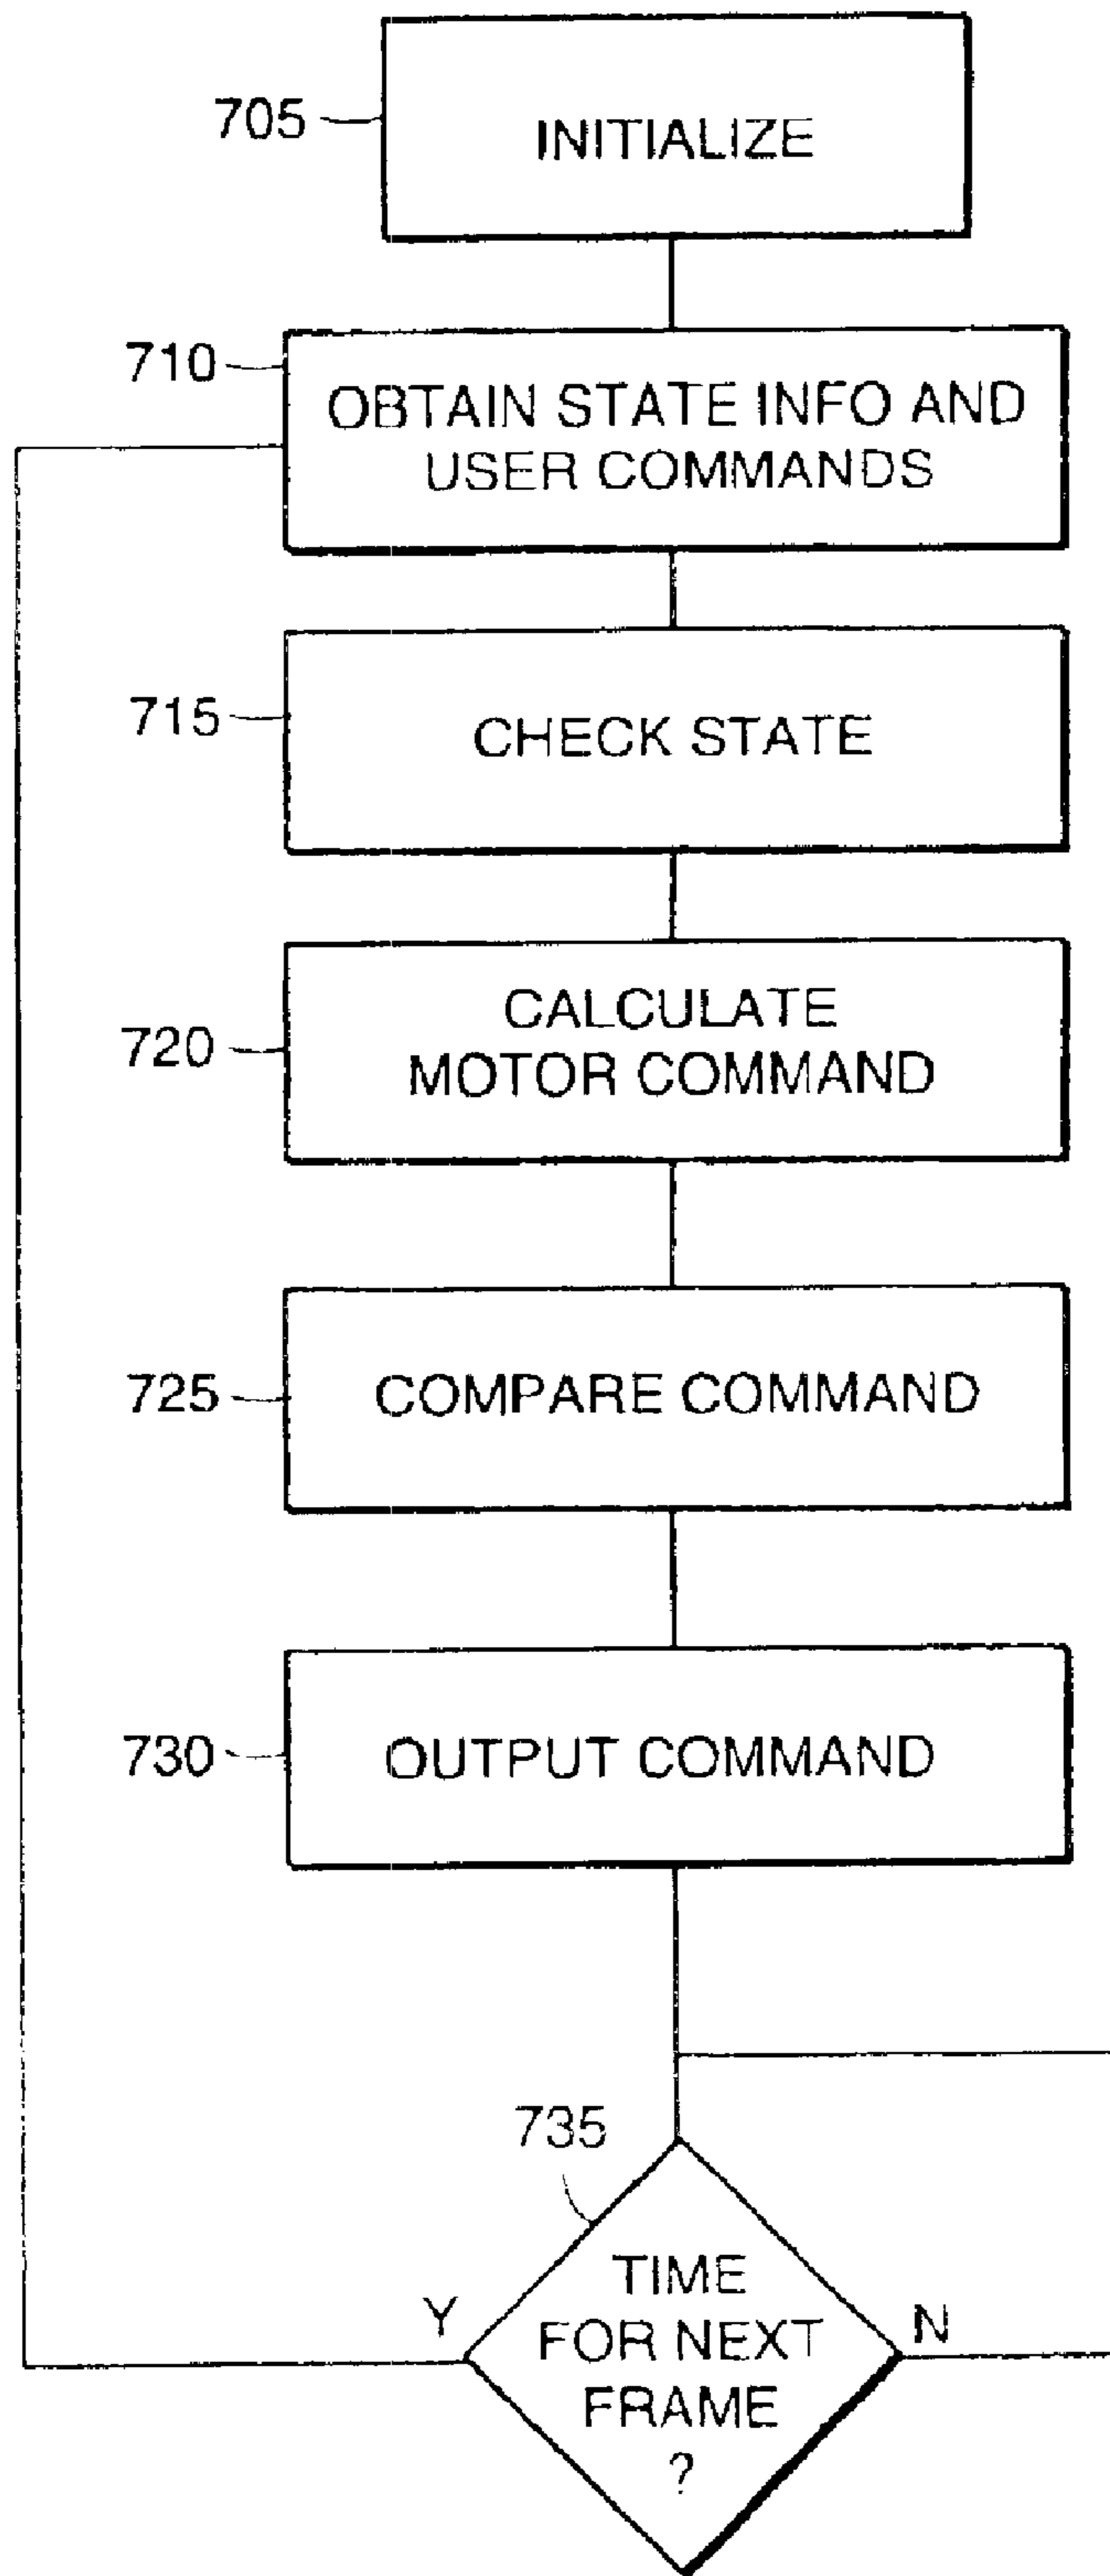 705
INITIALIZE
710
OBTAIN STATE INFO AND
USER COMMANDS
715
CHECK STATE
720
CALCULATE
MOTOR COMMAND
725
COMPARE COMMAND
730
OUTPUT COMMAND
735
TIME
FOR NEXT
FRAME
?
Y
N